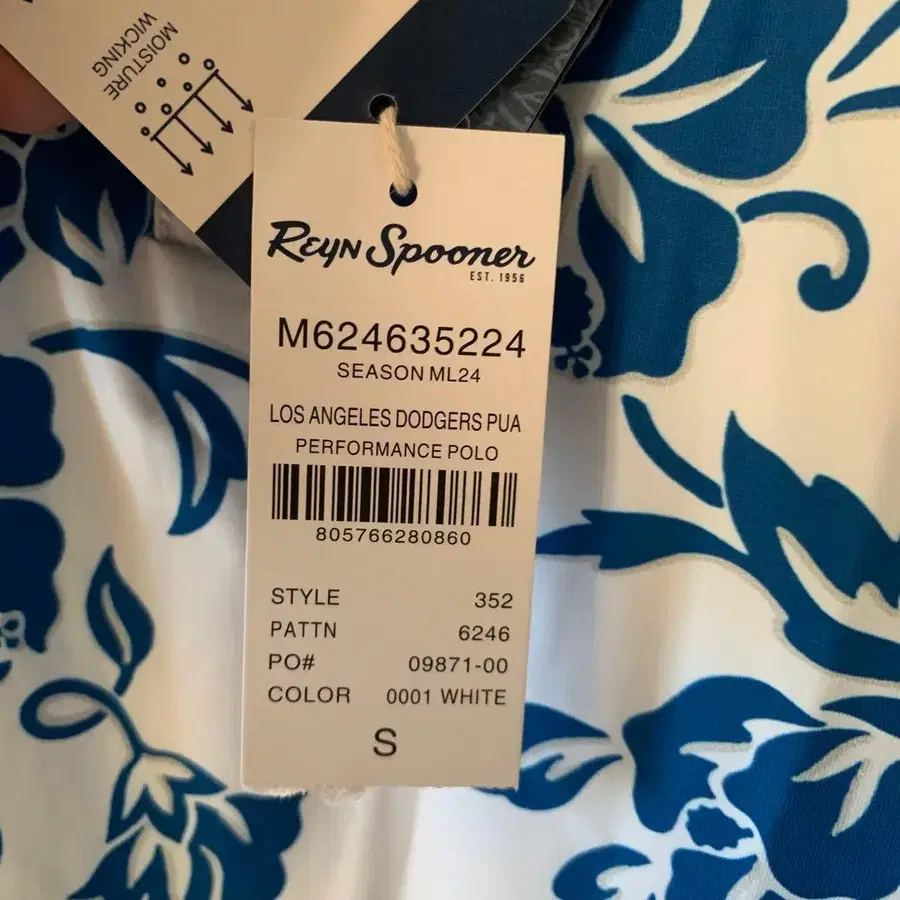 MOISTURE
WICKING
Reyn Spooner
EST. 1956
M624635224
SEASON ML24
LOS ANGELES DODGERS PUA
PERFORMANCE POLO
805766280860
STYLE 352
PATTN 6246
PO# 09871-00
COLOR 0001 WHITE
S